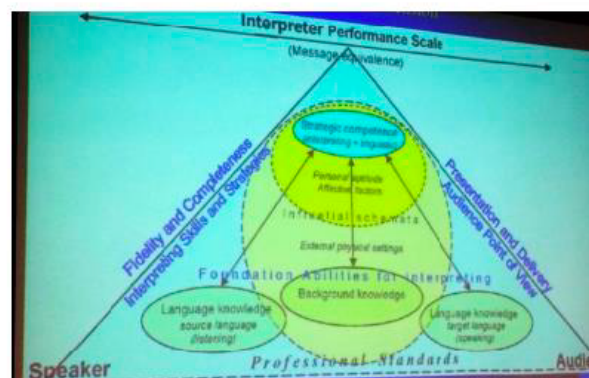 Interpreter Performance Scale
(Message equivalence)
Strategic competence
(interpreting + linguistic)
Personal aptitude
Affective factors
Influential schemata
External physical settings
Foundation Abilities for interpreting
Background knowledge
Language knowledge
source language
(listening)
Language knowledge
target language
(speaking)
Fidelity and Completeness
Interpreting Skills and Strategies
Presentation and Delivery
Audience Point of View
Speaker
Professional Standards